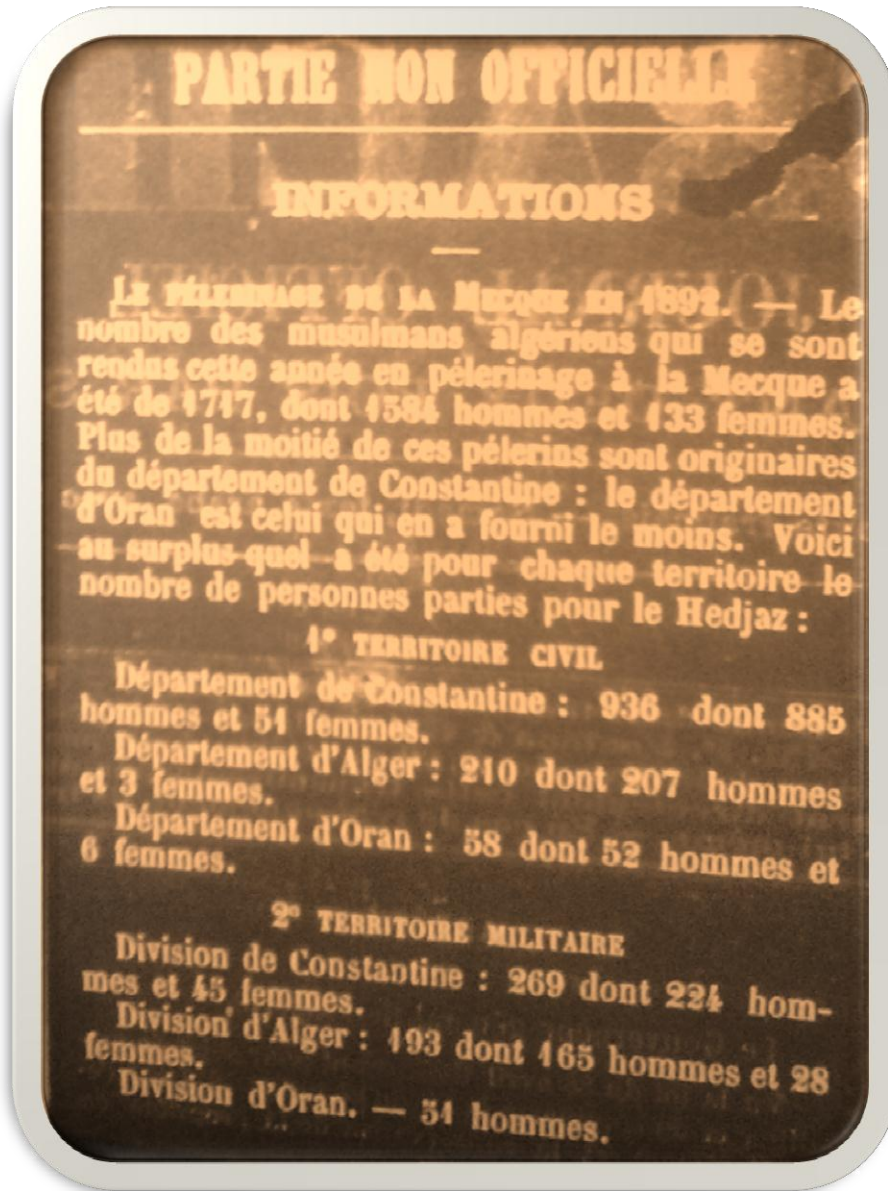 PARTIE NON OFFICIELLE
INFORMATIONS
LE PÉLERINAGE DE LA MECQUE EN 1892. — Le
nombre des musulmans algériens qui se sont
rendus cette année en pélerinage à la Mecque a
été de 1717, dont 1584 hommes et 133 femmes.
Plus de la moitié de ces pélerins sont originaires
du département de Constantine : le département
d'Oran est celui qui en a fourni le moins. Voici
au surplus quel a été pour chaque territoire le
nombre de personnes parties pour le Hedjaz :
1° TERRITOIRE CIVIL
Département de Constantine : 936 dont 885
hommes et 51 femmes.
Département d'Alger : 210 dont 207 hommes
et 3 femmes.
Département d'Oran : 58 dont 52 hommes et
6 femmes.
2° TERRITOIRE MILITAIRE
Division de Constantine : 269 dont 224 hom-
mes et 45 femmes.
Division d'Alger : 193 dont 165 hommes et 28
femmes.
Division d'Oran. — 51 hommes.